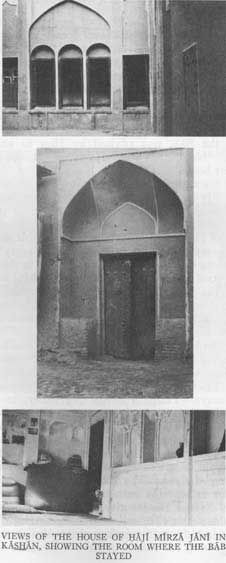 VIEWS OF THE HOUSE OF ḤÁJÍ MÍRZÁ JÁNÍ IN
KÁSHÁN, SHOWING THE ROOM WHERE THE BÁB
STAYED